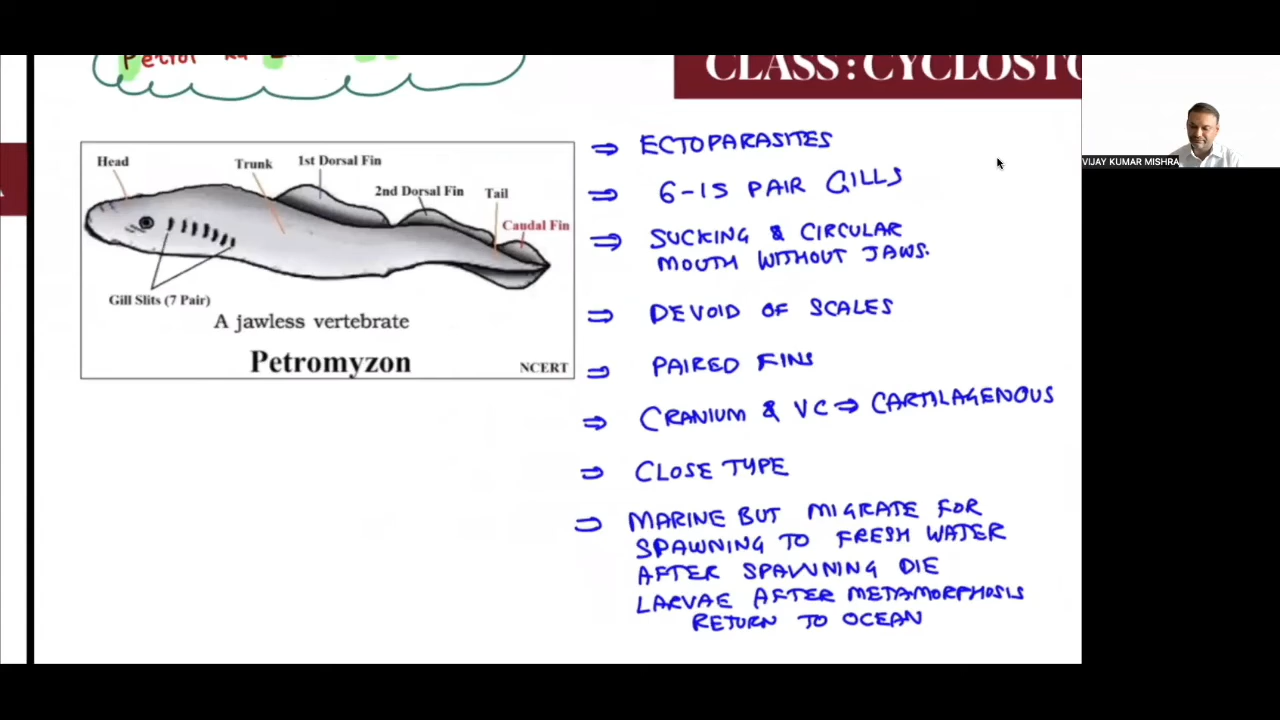 CLASS : CYCLOSTO
Head
Trunk
1st Dorsal Fin
2nd Dorsal Fin
Tail
Caudal Fin
Gill Slits (7 Pair)
A jawless vertebrate
Petromyzon
NCERT
⇒ ECTOPARASITES
⇒ 6-15 PAIR GILLS
⇒ SUCKING & CIRCULAR
MOUTH WITHOUT JAWS.
⇒ DEVOID OF SCALES
⇒ PAIRED FINS
⇒ CRANIUM & VC ⇒ CARTILAGENOUS
⇒ CLOSE TYPE
⇒ MARINE BUT MIGRATE FOR
SPAWNING TO FRESH WATER
AFTER SPAWNING DIE
LARVAE AFTER METAMORPHOSIS
RETURN TO OCEAN
VIJAY KUMAR MISHRA